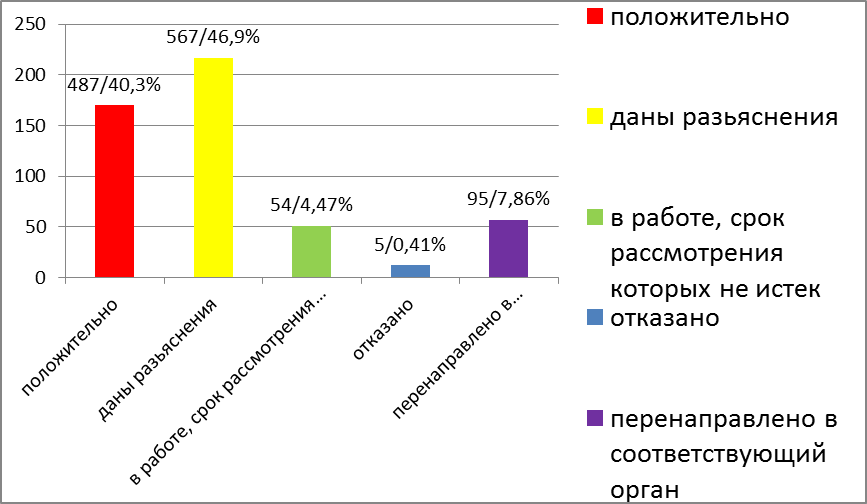 250
200
150
100
50
0
487/40,3%
567/46,9%
54/4,47%
5/0,41%
95/7,86%
положительно
даны разьяснения
в работе, срок рассмотрения...
отказано
перенаправлено в...
положительно
даны разьяснения
в работе, срок
рассмотрения
которых не истек
отказано
перенаправлено в
соответствующий
орган